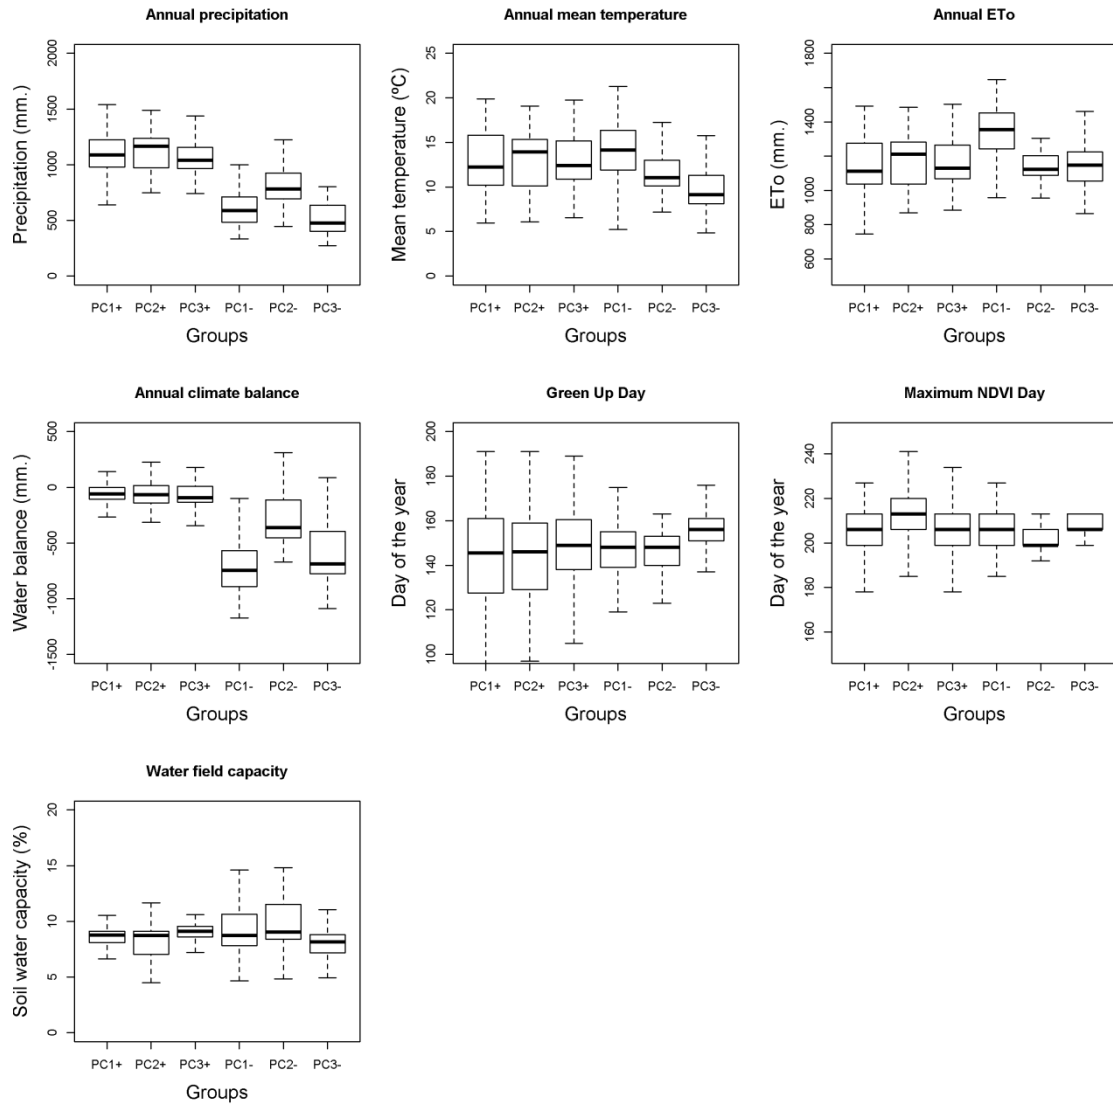 Annual precipitation
Precipitation (mm.)
2000
1500
1000
500
0
PC1+ PC2+ PC3+ PC1- PC2- PC3-
Groups
Annual mean temperature
Mean temperature (ºC)
25
20
15
10
5
0
PC1+ PC2+ PC3+ PC1- PC2- PC3-
Groups
Annual ETo
ETo (mm.)
1800
1400
1000
800
600
PC1+ PC2+ PC3+ PC1- PC2- PC3-
Groups
Annual climate balance
Water balance (mm.)
500
0
-500
-1000
-1500
PC1+ PC2+ PC3+ PC1- PC2- PC3-
Groups
Green Up Day
Day of the year
200
180
160
140
120
100
PC1+ PC2+ PC3+ PC1- PC2- PC3-
Groups
Maximum NDVI Day
Day of the year
240
220
200
180
160
PC1+ PC2+ PC3+ PC1- PC2- PC3-
Groups
Water field capacity
Soil water capacity (%)
20
15
10
5
0
PC1+ PC2+ PC3+ PC1- PC2- PC3-
Groups